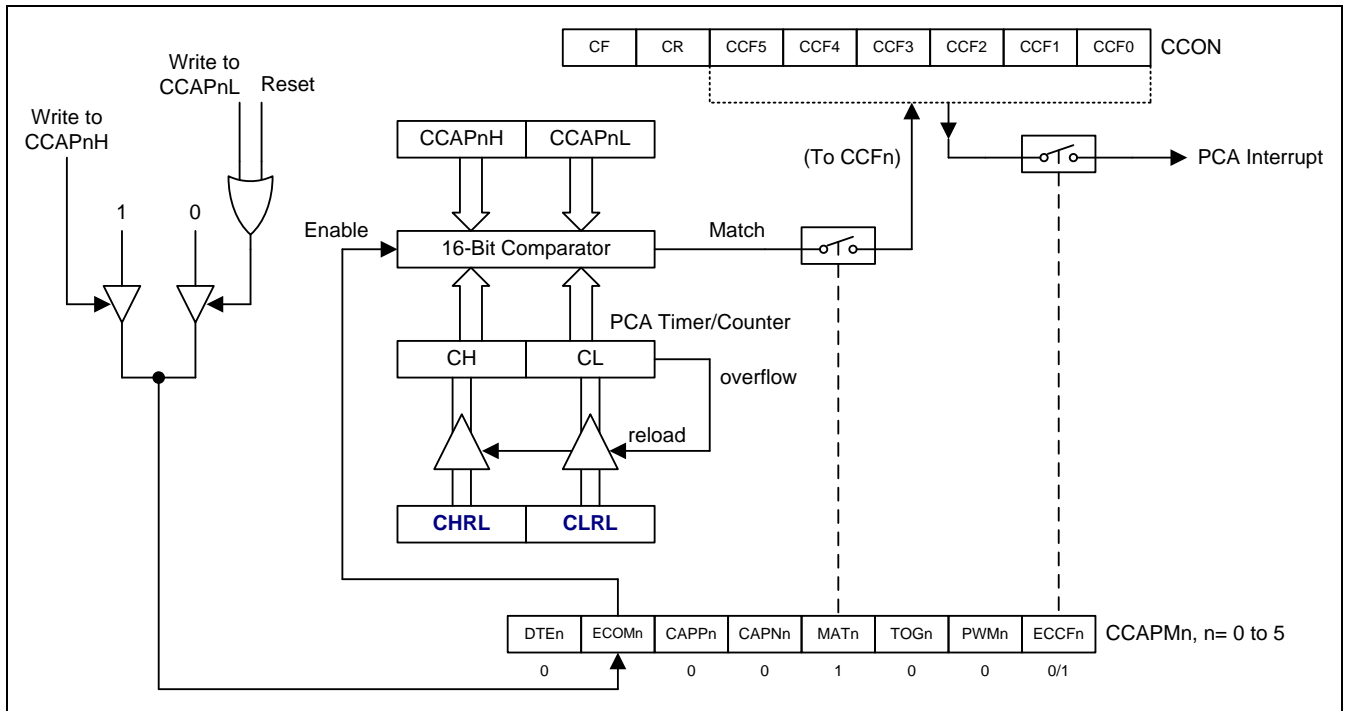 CF CR CCF5 CCF4 CCF3 CCF2 CCF1 CCF0 CCON
Write to
CCAPnL
Reset
Write to
CCAPnH
CCAPnH CCAPnL
(To CCFn)
PCA Interrupt
1 0
Enable
16-Bit Comparator
Match
PCA Timer/Counter
CH CL
overflow
reload
CHRL CLRL
DTEn ECOMn CAPPn CAPNn MATn TOGn PWMn ECCFn CCAPMn, n= 0 to 5
0 0 0 1 0 0 0/1